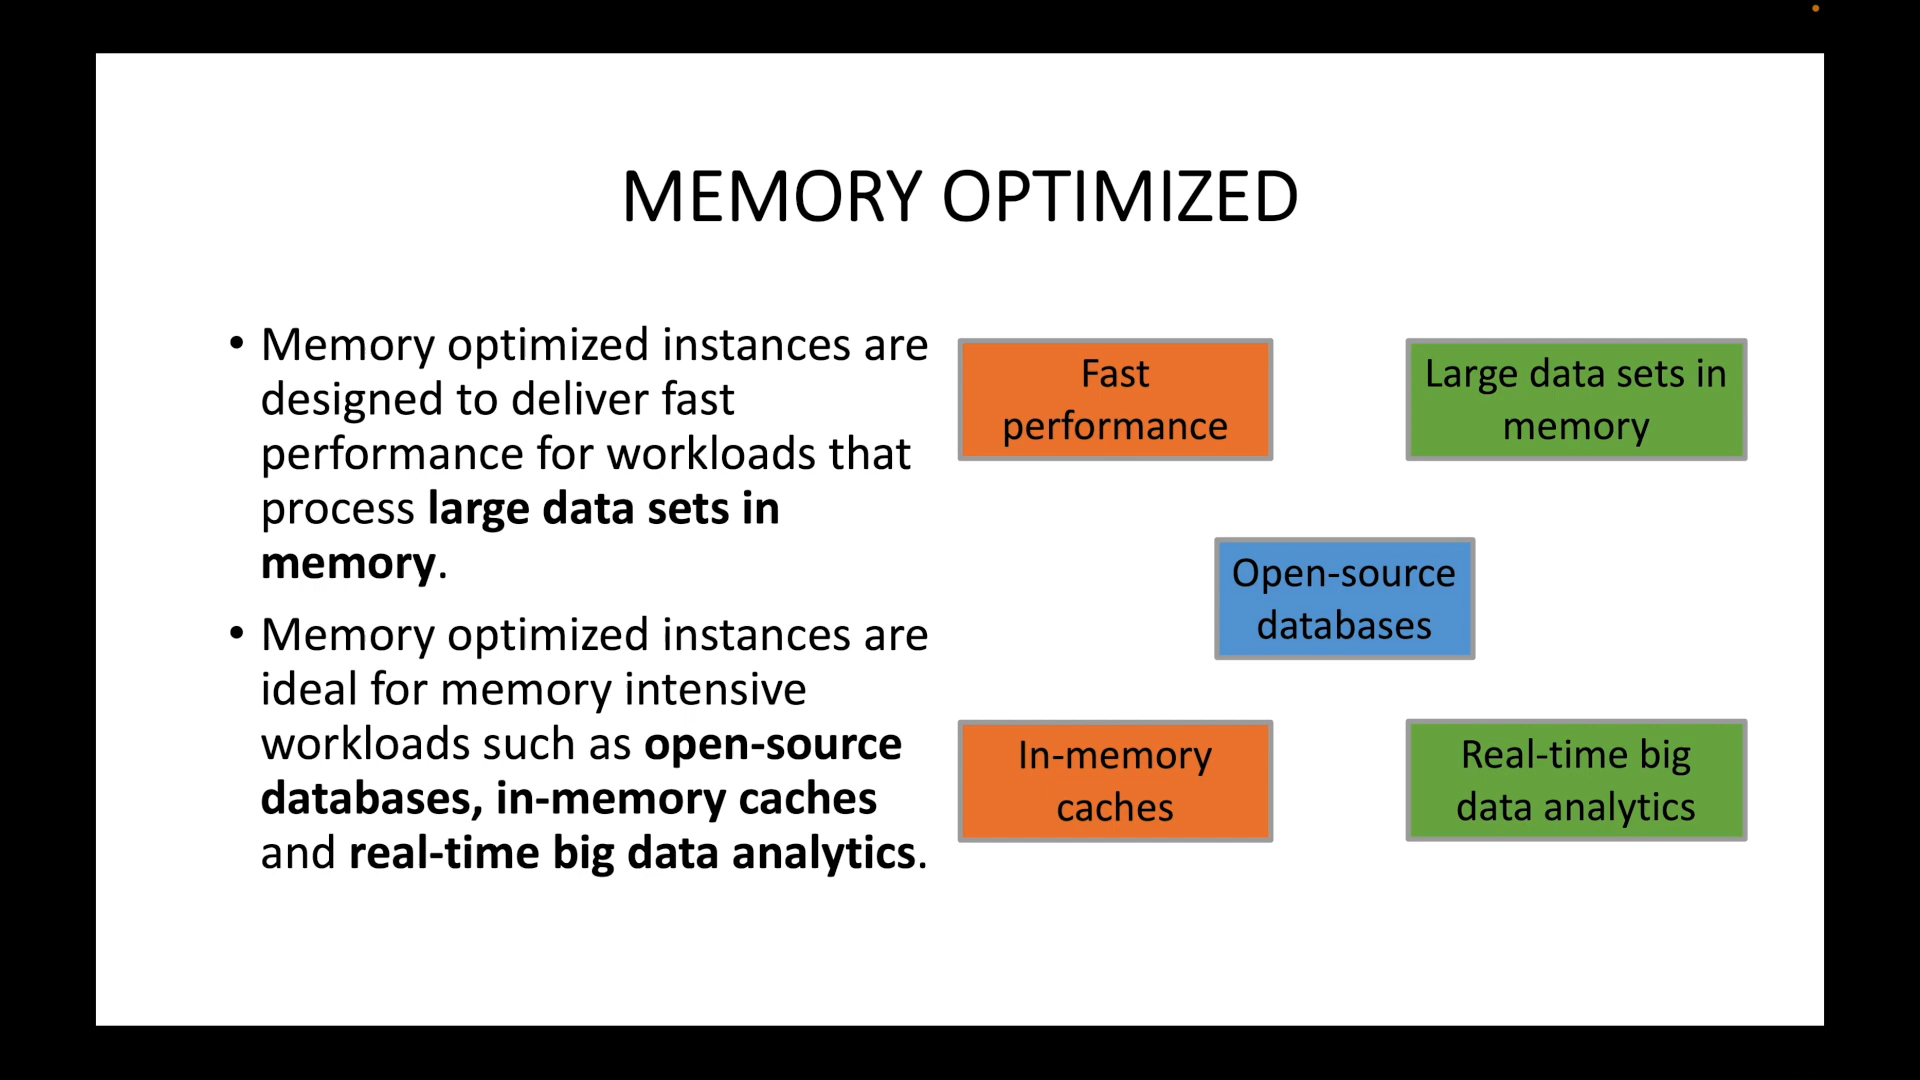 MEMORY OPTIMIZED
• Memory optimized instances are
designed to deliver fast
performance for workloads that
process large data sets in
memory.
• Memory optimized instances are
ideal for memory intensive
workloads such as open-source
databases, in-memory caches
and real-time big data analytics.
Fast
performance
Large data sets in
memory
Open-source
databases
In-memory
caches
Real-time big
data analytics